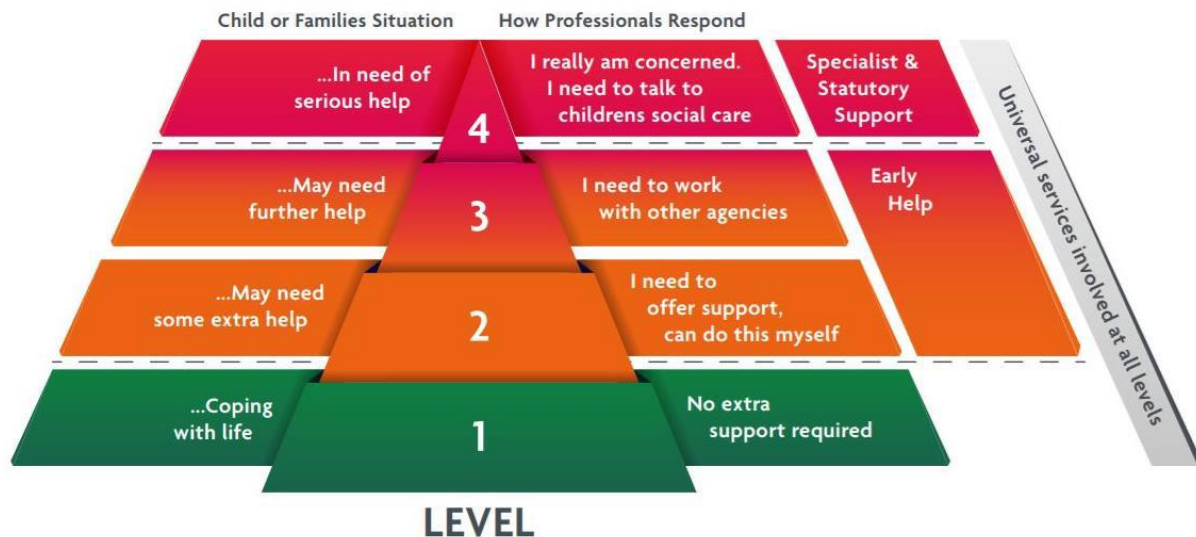 Child or Families Situation
How Professionals Respond
...In need of
serious help
4
I really am concerned.
I need to talk to
childrens social care
Specialist &
Statutory
Support
...May need
further help
3
I need to work
with other agencies
Early
Help
...May need
some extra help
2
I need to
offer support,
can do this myself
...Coping
with life
1
No extra
support required
Universal services involved at all levels
LEVEL